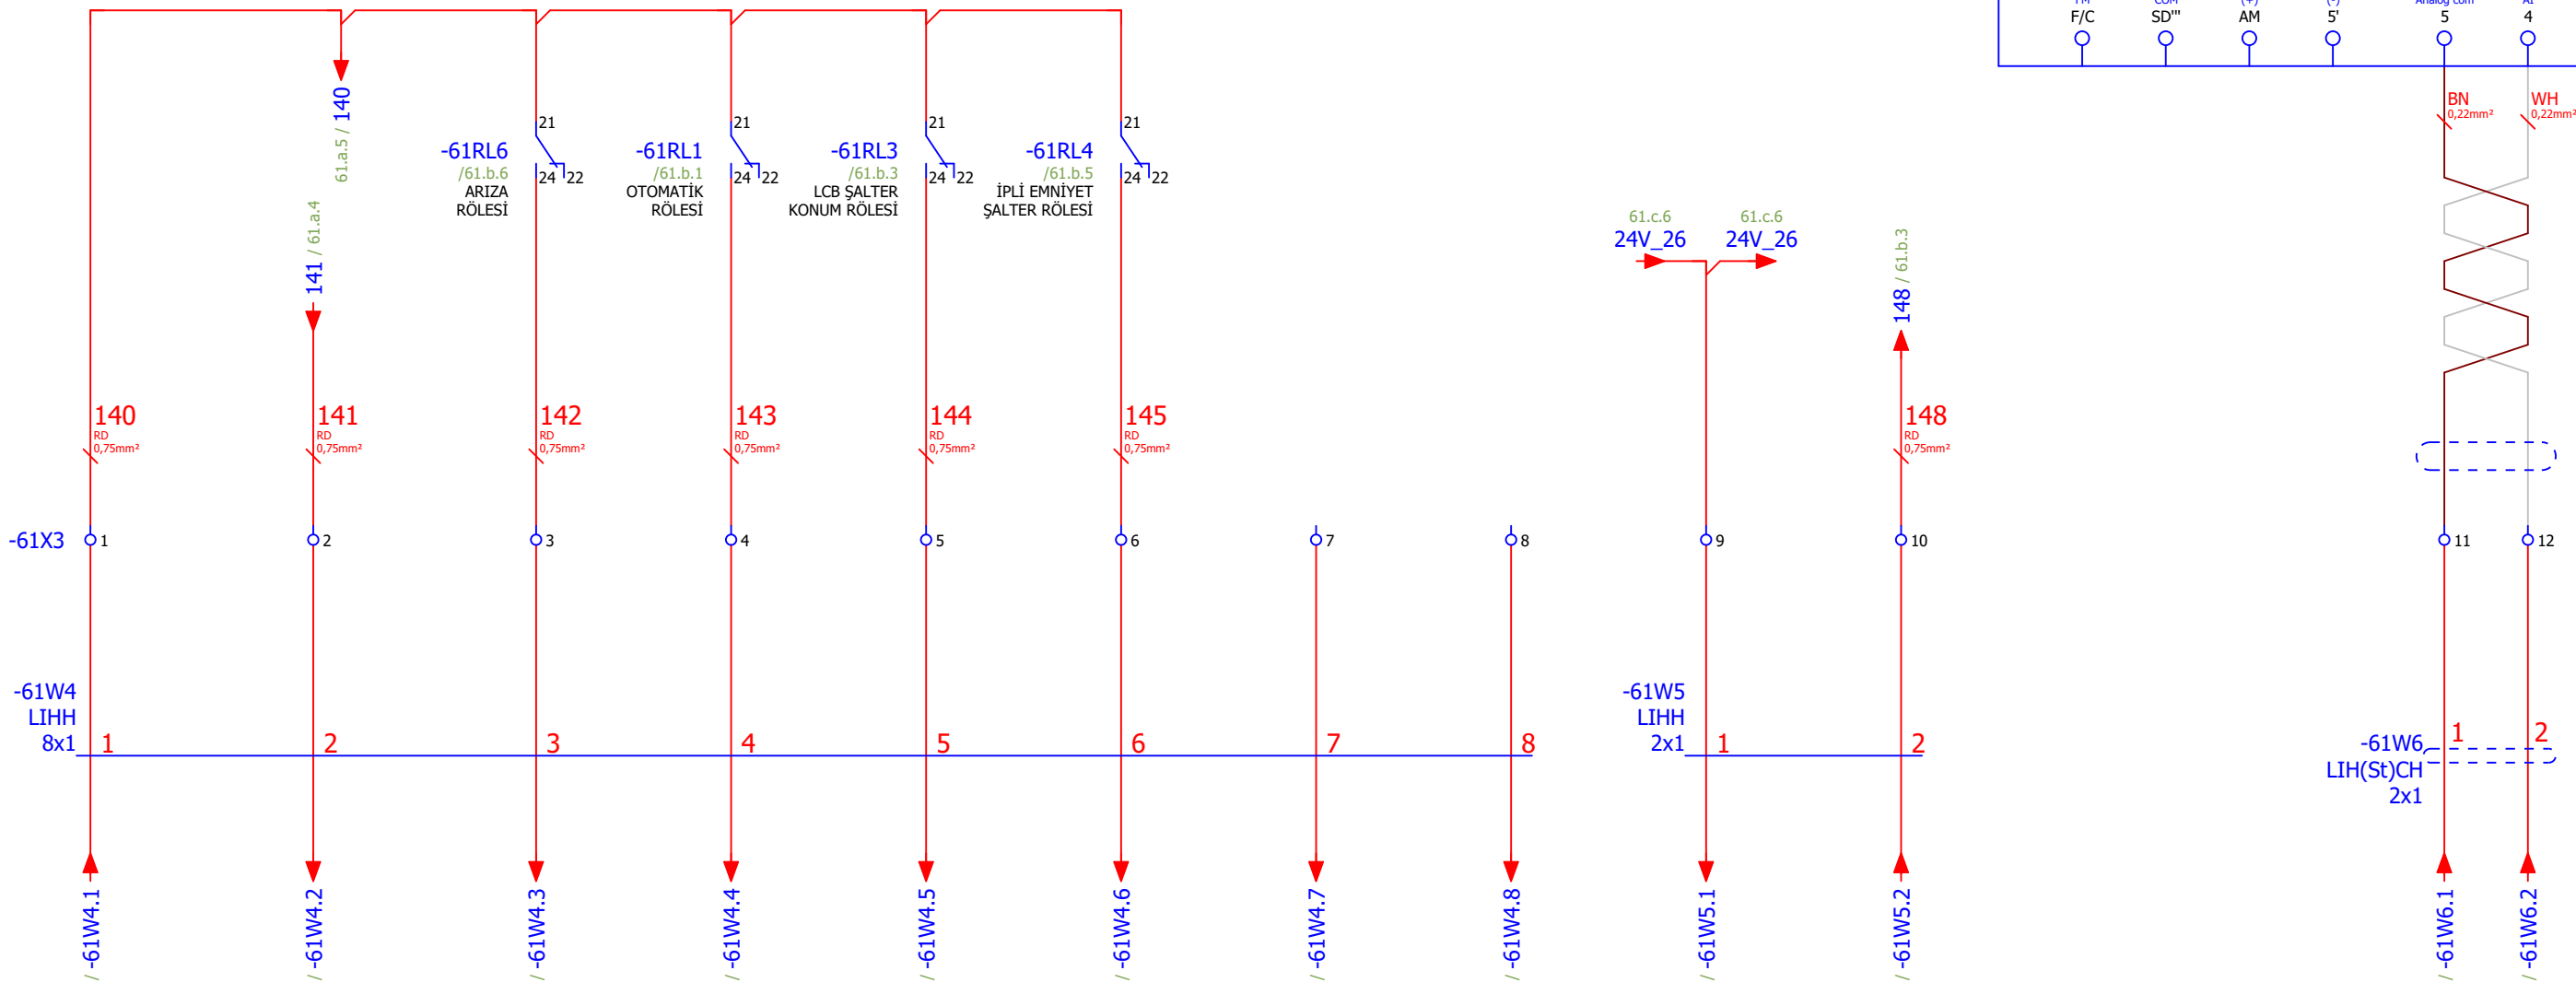 FM COM (+) (-) Analog com AI
F/C SD''' AM 5' 5 4
BN
0,22mm²
WH
0,22mm²
61.a.5 / 140
141 / 61.a.4
21
-61RL6
/61.b.6
24 22
ARIZA
RÖLESİ
21
-61RL1
/61.b.1
24 22
OTOMATİK
RÖLESİ
21
-61RL3
/61.b.3
24 22
LCB ŞALTER
KONUM RÖLESİ
21
-61RL4
/61.b.5
24 22
İPLİ EMNİYET
ŞALTER RÖLESİ
61.c.6 61.c.6
24V_26 24V_26
148 / 61.b.3
140
RD
0,75mm²
141
RD
0,75mm²
142
RD
0,75mm²
143
RD
0,75mm²
144
RD
0,75mm²
145
RD
0,75mm²
148
RD
0,75mm²
-61X3 1 2 3 4 5 6 7 8 9 10 11 12
-61W4
LIHH
8x1 1 2 3 4 5 6 7 8
-61W5
LIHH
2x1 1 2
-61W6 1 2
LIH(St)CH
2x1
/ -61W4.1
/ -61W4.2
/ -61W4.3
/ -61W4.4
/ -61W4.5
/ -61W4.6
/ -61W4.7
/ -61W4.8
/ -61W5.1
/ -61W5.2
/ -61W6.1
/ -61W6.2